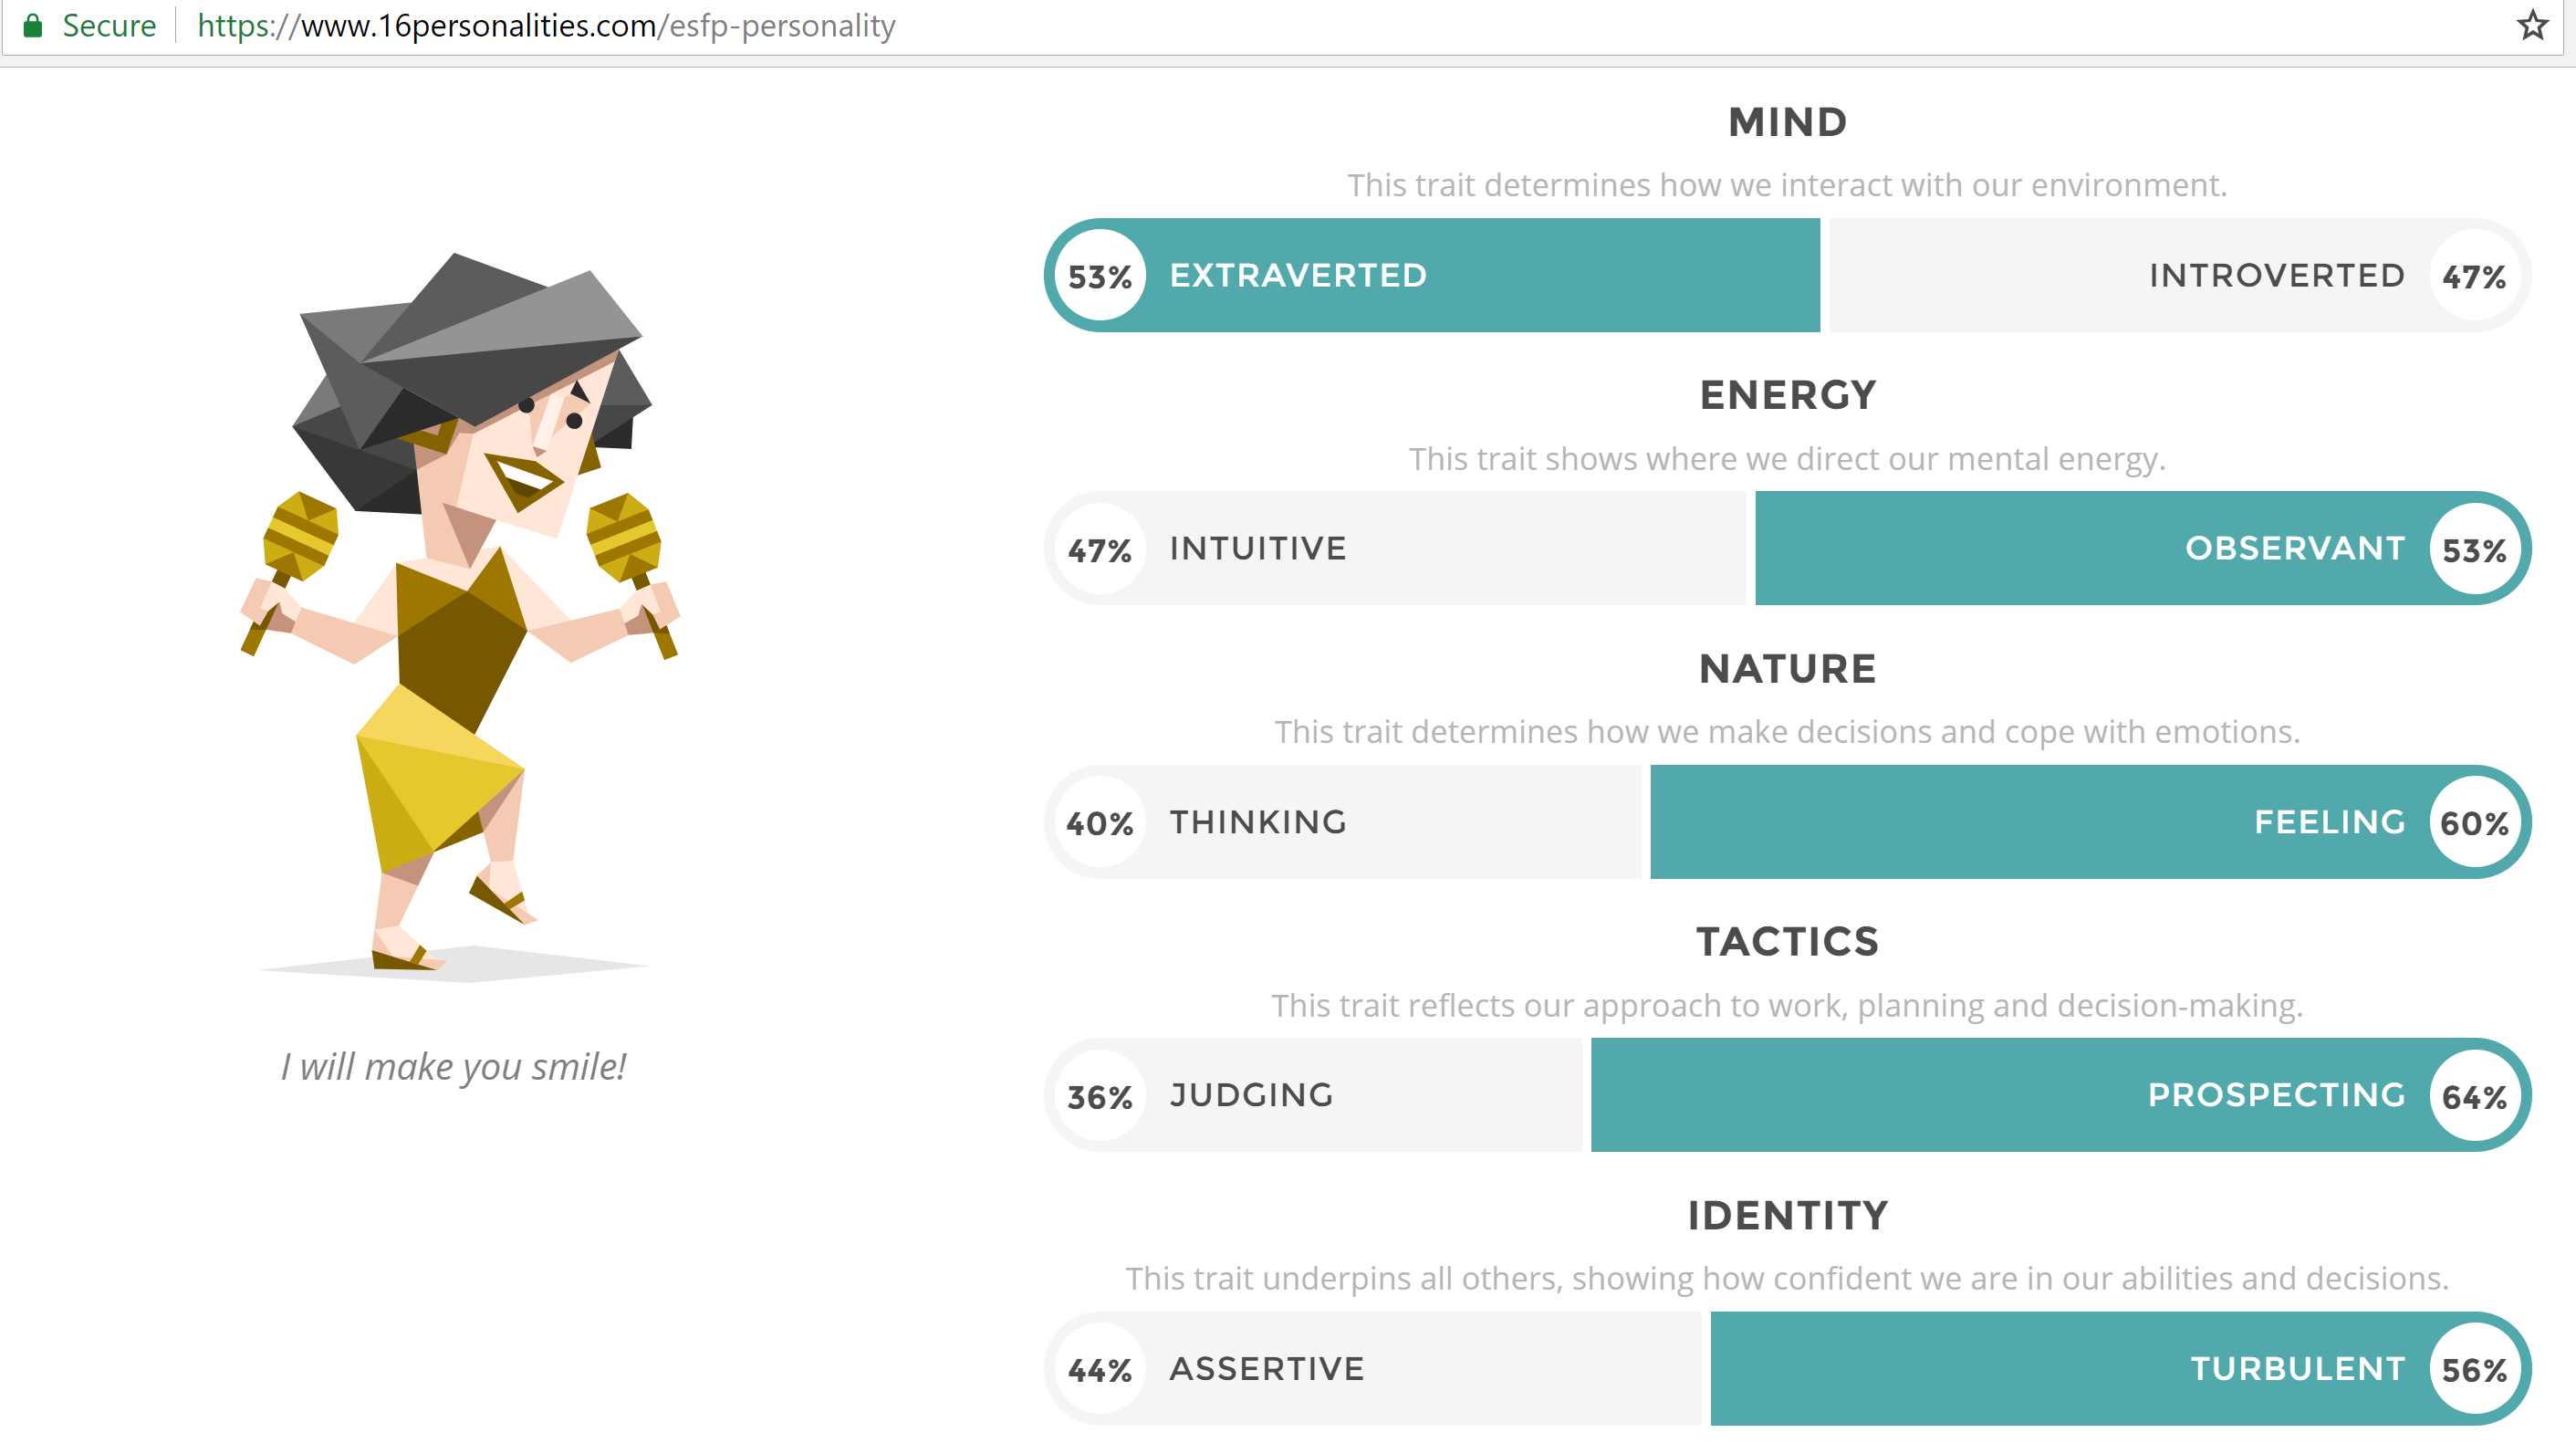 Secure https://www.16personalities.com/esfp-personality
I will make you smile!
MIND
This trait determines how we interact with our environment.
53% EXTRAVERTED INTROVERTED 47%
ENERGY
This trait shows where we direct our mental energy.
47% INTUITIVE OBSERVANT 53%
NATURE
This trait determines how we make decisions and cope with emotions.
40% THINKING FEELING 60%
TACTICS
This trait reflects our approach to work, planning and decision-making.
36% JUDGING PROSPECTING 64%
IDENTITY
This trait underpins all others, showing how confident we are in our abilities and decisions.
44% ASSERTIVE TURBULENT 56%